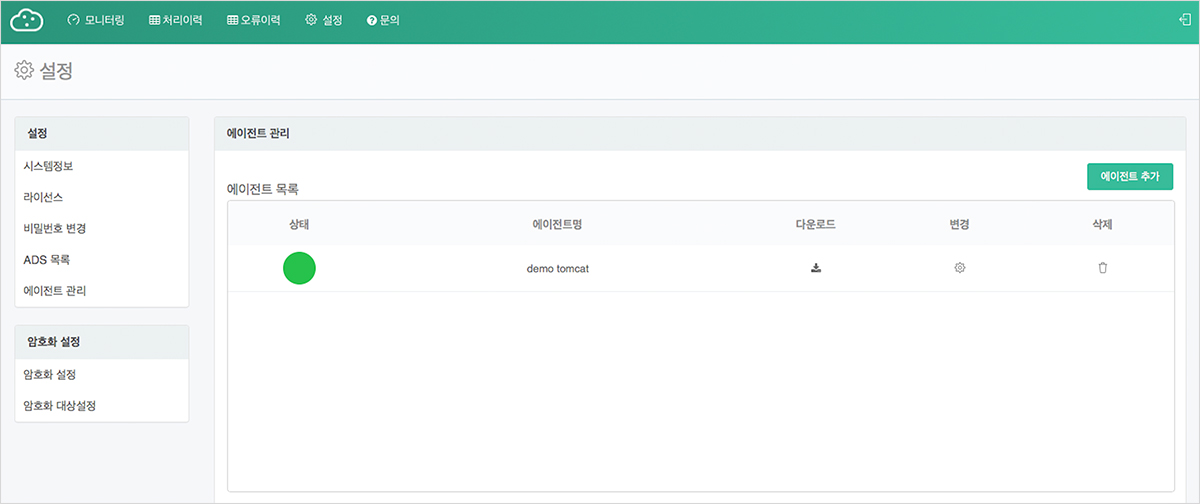 모니터링 처리이력 오류이력 설정 문의
설정
설정
시스템정보
라이선스
비밀번호 변경
ADS 목록
에이전트 관리
암호화 설정
암호화 설정
암호화 대상설정
에이전트 관리
에이전트 추가
에이전트 목록
상태 에이전트명 다운로드 변경 삭제
demo tomcat